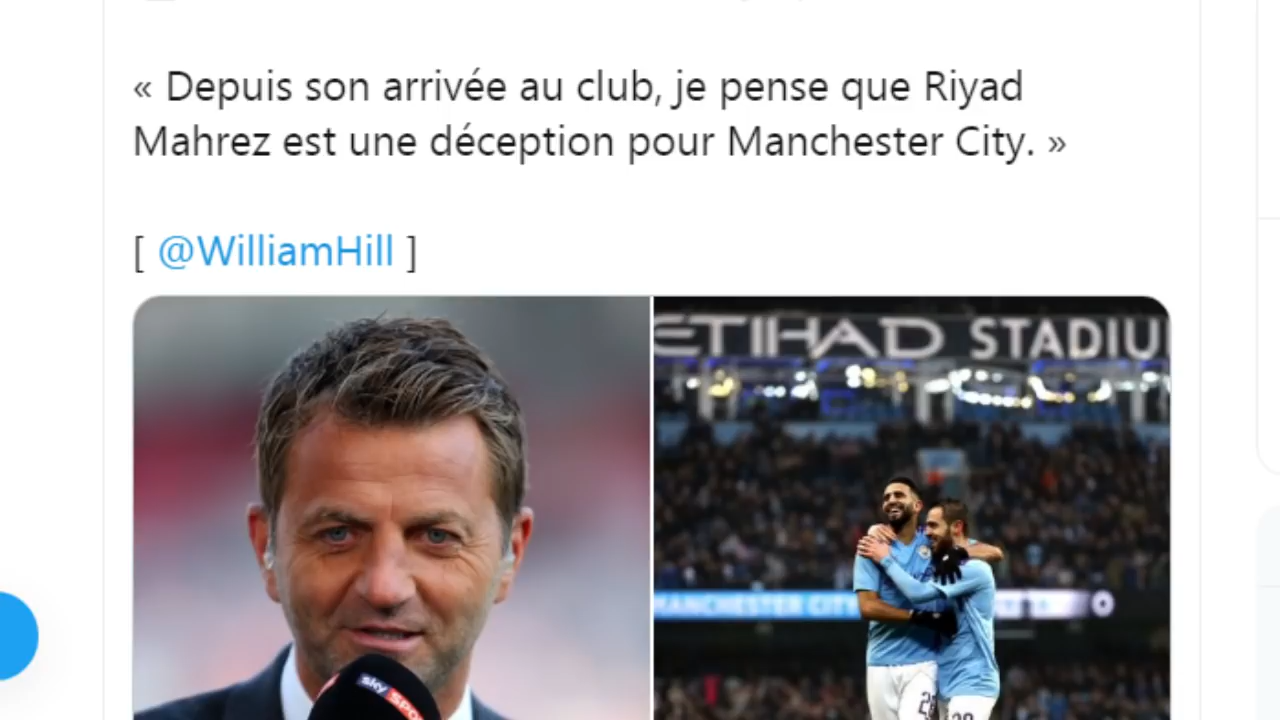 « Depuis son arrivée au club, je pense que Riyad
Mahrez est une déception pour Manchester City. »
[ @WilliamHill ]
ETIHAD STADIU
MANCHESTER CITY
0
sky SPO